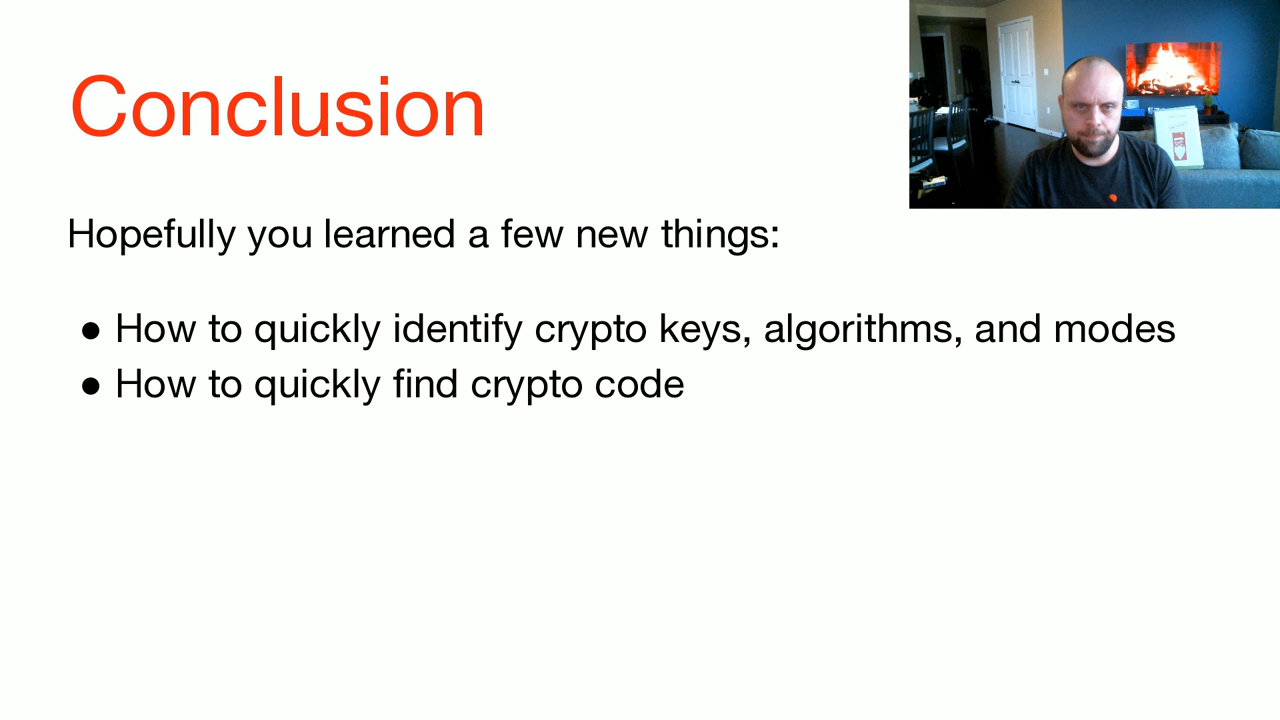 Conclusion
Hopefully you learned a few new things:
● How to quickly identify crypto keys, algorithms, and modes
● How to quickly find crypto code